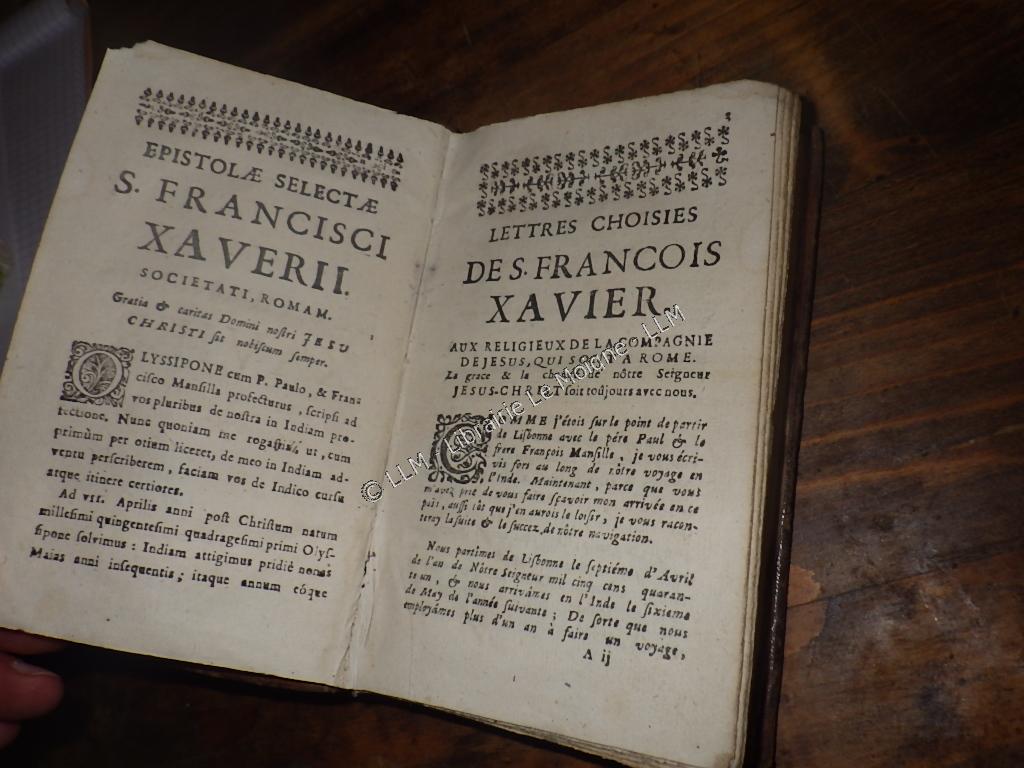 EPISTOLÆ SELECTÆ
S. FRANCISCI
XAVERII.
SOCIETATI, ROMAM.
Gratia & caritas Domini nostri JESU
CHRISTI sit nobiscum semper.
OLYSSIPONE cum P. Paulo, & Fran-
cisco Mansilla profecturus, scripsi ad
vos pluribus de nostra in Indiam pro-
fectione. Nunc quoniam me rogastis, ut, cum
primùm per otium liceret, de meo in Indiam ad-
ventu perscriberem, faciam vos de Indico cursu
atque itinere certiores.
Ad VII. Aprilis anni post Christum natum
millesimi quingentesimi quadragesimi primi Olys-
sipone solvimus : Indiam attigimus pridiè nonas
Maias anni insequentis ; itaque annum eóque
LETTRES CHOISIES
DE S. FRANCOIS
XAVIER,
AUX RELIGIEUX DE LA COMPAGNIE
DE JESUS, QUI SONT A ROME.
La grace & la charité de nôtre Seigneur
JESUS-CHRIST soit toûjours avec nous.
COMME j'étois sur le point de partir
de Lisbonne avec le pére Paul & le
frere François Mansille, je vous écri-
vis fort au long de nôtre voyage en
l'Inde. Maintenant, parce que vous
m'avez prié de vous faire sçavoir mon arrivée en ce
païs, aussi tôt que j'en aurois le loisir, je vous racon-
teray la suite & le succez de nôtre navigation.
Nous partimes de Lisbonne le septiéme d'Avril
de l'an de Nôtre Seigneur mil cinq cens quaran-
te un, & nous arrivâmes en l'Inde le sixieme
de May de l'année suivante ; De sorte que nous
employâmes plus d'un an à faire un voyage,
A ij
© LLM - Librairie Le Moine - LLM